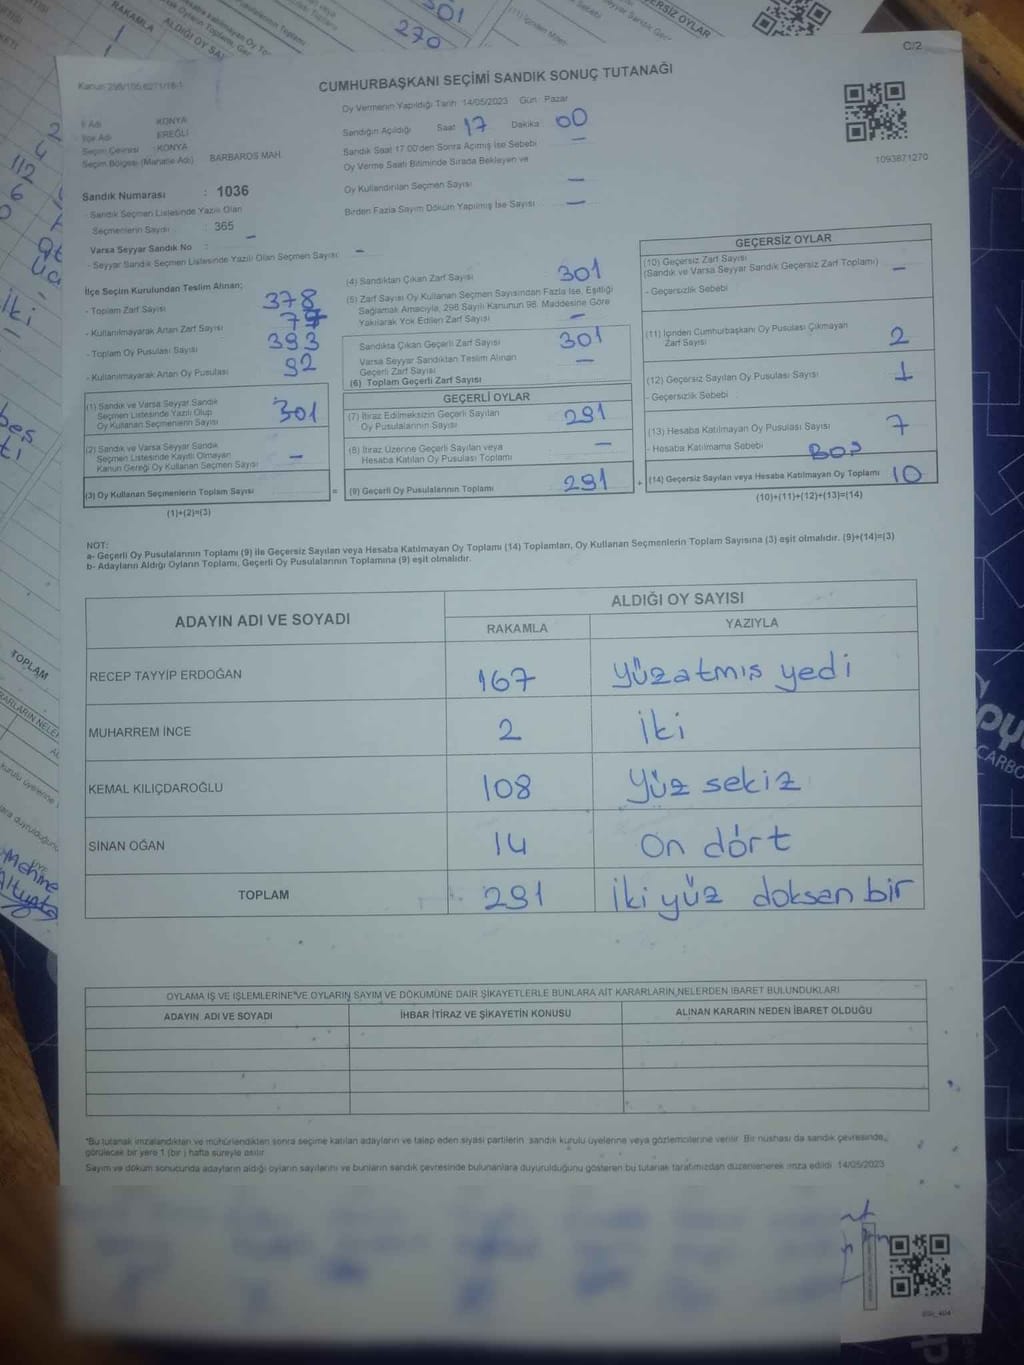 C/2
CUMHURBAŞKANI SEÇİMİ SANDIK SONUÇ TUTANAĞI
Oy Vermenin Yapıldığı Tarih 14/05/2023 Gün Pazar
Sandığın Açıldığı Saat 17 Dakika 00
Sandık Saat 17:00'den Sonra Açılmış İse Sebebi —
Oy Verme Saati Bitiminde Sırada Bekleyen ve
Oy Kullandırılan Seçmen Sayısı —
Birden Fazla Sayım Döküm Yapılmış İse Sayısı —
1093871270
İl Adı KONYA
EREĞLİ
Seçim Çevresi : KONYA
Seçim Bölgesi (Mahalle Adı) BARBAROS MAH.
Sandık Numarası : 1036
- Sandık Seçmen Listesinde Yazılı Olan
Seçmenlerin Sayısı : 365
Varsa Seyyar Sandık No : —
- Seyyar Sandık Seçmen Listesinde Yazılı Olan Seçmen Sayısı: —
İlçe Seçim Kurulundan Teslim Alınan;
- Toplam Zarf Sayısı 378
- Kullanılmayarak Artan Zarf Sayısı
- Toplam Oy Pusulası Sayısı 393
- Kullanılmayarak Artan Oy Pusulası 92
(1) Sandık ve Varsa Seyyar Sandık
Seçmen Listesinde Yazılı Olup
Oy Kullanan Seçmenlerin Sayısı 301
(2) Sandık ve Varsa Seyyar Sandık
Seçmen Listesinde Kayıtlı Olmayan
Kanun Gereği Oy Kullanan Seçmen Sayısı —
(3) Oy Kullanan Seçmenlerin Toplam Sayısı
(1)+(2)=(3)
=
(4) Sandıktan Çıkan Zarf Sayısı 301
(5) Zarf Sayısı Oy Kullanan Seçmen Sayısından Fazla İse, Eşitliği
Sağlamak Amacıyla, 298 Sayılı Kanunun 98. Maddesine Göre
Yakılarak Yok Edilen Zarf Sayısı —
Sandıkta Çıkan Geçerli Zarf Sayısı 301
Varsa Seyyar Sandıktan Teslim Alınan
Geçerli Zarf Sayısı —
(6) Toplam Geçerli Zarf Sayısı
GEÇERLİ OYLAR
(7) İtiraz Edilmeksizin Geçerli Sayılan
Oy Pusulalarının Sayısı 291
(8) İtiraz Üzerine Geçerli Sayılan veya
Hesaba Katılan Oy Pusulası Toplamı —
(9) Geçerli Oy Pusulalarının Toplamı 291
+
GEÇERSİZ OYLAR
(10) Geçersiz Zarf Sayısı
(Sandık ve Varsa Seyyar Sandık Geçersiz Zarf Toplamı) —
- Geçersizlik Sebebi
(11) İçinden Cumhurbaşkanı Oy Pusulası Çıkmayan
Zarf Sayısı 2
(12) Geçersiz Sayılan Oy Pusulası Sayısı 1
- Geçersizlik Sebebi
(13) Hesaba Katılmayan Oy Pusulası Sayısı 7
- Hesaba Katılmama Sebebi BOŞ
(14) Geçersiz Sayılan veya Hesaba Katılmayan Oy Toplamı 10
(10)+(11)+(12)+(13)=(14)
NOT:
a- Geçerli Oy Pusulalarının Toplamı (9) ile Geçersiz Sayılan veya Hesaba Katılmayan Oy Toplamı (14) Toplamları, Oy Kullanan Seçmenlerin Toplam Sayısına (3) eşit olmalıdır. (9)+(14)=(3)
b- Adayların Aldığı Oyların Toplamı, Geçerli Oy Pusulalarının Toplamına (9) eşit olmalıdır.
ADAYIN ADI VE SOYADI ALDIĞI OY SAYISI
RAKAMLA YAZIYLA
RECEP TAYYİP ERDOĞAN 167 Yüzatmış yedi
MUHARREM İNCE 2 İki
KEMAL KILIÇDAROĞLU 108 Yüz sekiz
SİNAN OĞAN 14 On dört
TOPLAM 291 İki yüz doksan bir
OYLAMA İŞ VE İŞLEMLERİNE VE OYLARIN SAYIM VE DÖKÜMÜNE DAİR ŞİKAYETLERLE BUNLARA AİT KARARLARIN NELERDEN İBARET BULUNDUKLARI
ADAYIN ADI VE SOYADI İHBAR İTİRAZ VE ŞİKAYETİN KONUSU ALINAN KARARIN NEDEN İBARET OLDUĞU
*Bu tutanak imzalandıktan ve mühürlendikten sonra seçime katılan adayların ve talep eden siyasi partilerin sandık kurulu üyelerine veya gözlemcilerine verilir. Bir nüshası da sandık çevresinde,
görülecek bir yere 1 (bir) hafta süreyle asılır.
Sayım ve döküm sonucunda adayların aldığı oyların sayılarını ve bunların sandık çevresinde bulunanlara duyurulduğunu gösteren bu tutanak tarafımızdan düzenlenerek imza edildi. 14/05/2023